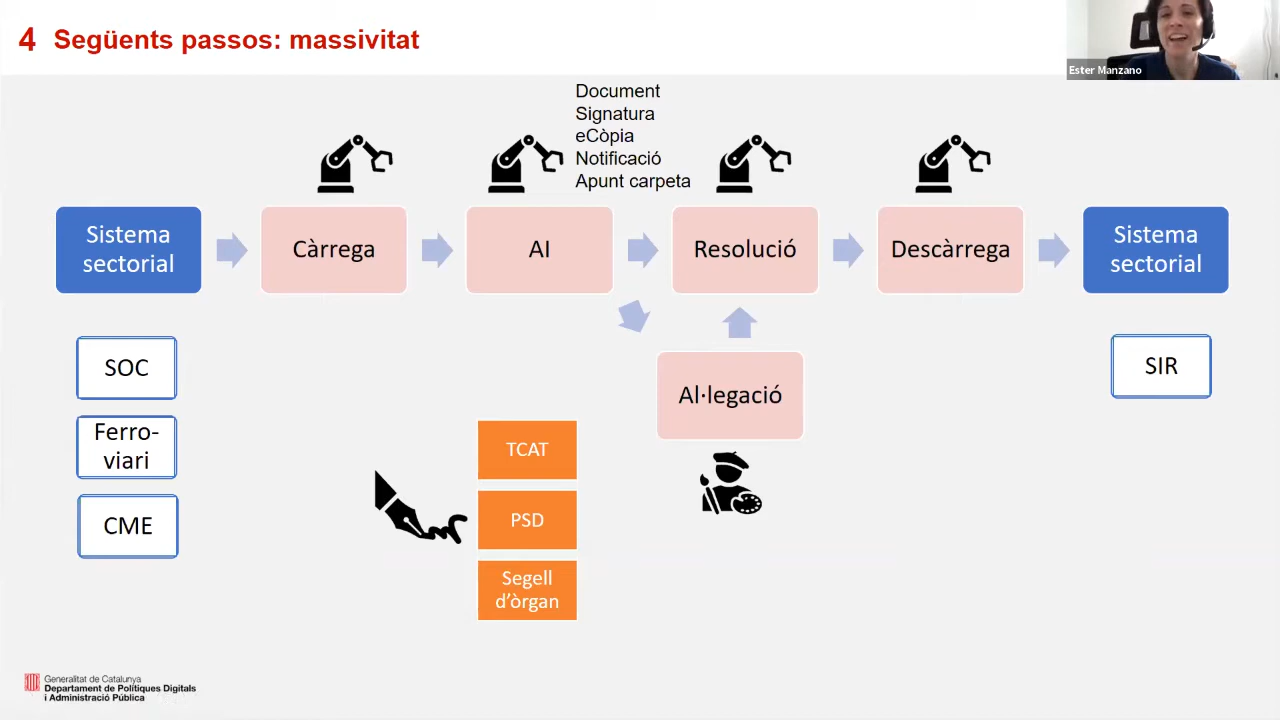 4 Següents passos: massivitat
Ester Manzano
Document
Signatura
eCòpia
Notificació
Apunt carpeta
Sistema
sectorial
Càrrega
AI
Resolució
Descàrrega
Sistema
sectorial
SOC
Ferro-
viari
CME
Al·legació
SIR
TCAT
PSD
Segell
d'òrgan
Generalitat de Catalunya
Departament de Polítiques Digitals
i Administració Pública